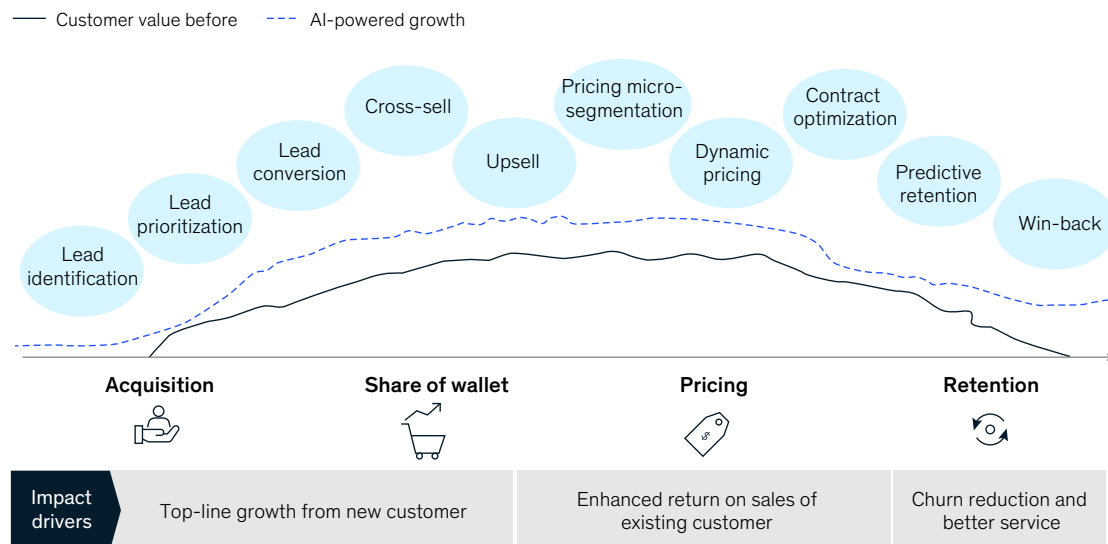 Customer value before
AI-powered growth
Lead
identification
Lead
prioritization
Lead
conversion
Cross-sell
Upsell
Pricing micro-
segmentation
Dynamic
pricing
Contract
optimization
Predictive
retention
Win-back
Acquisition
Share of wallet
Pricing
Retention
$
Impact
drivers
Top-line growth from new customer
Enhanced return on sales of
existing customer
Churn reduction and
better service